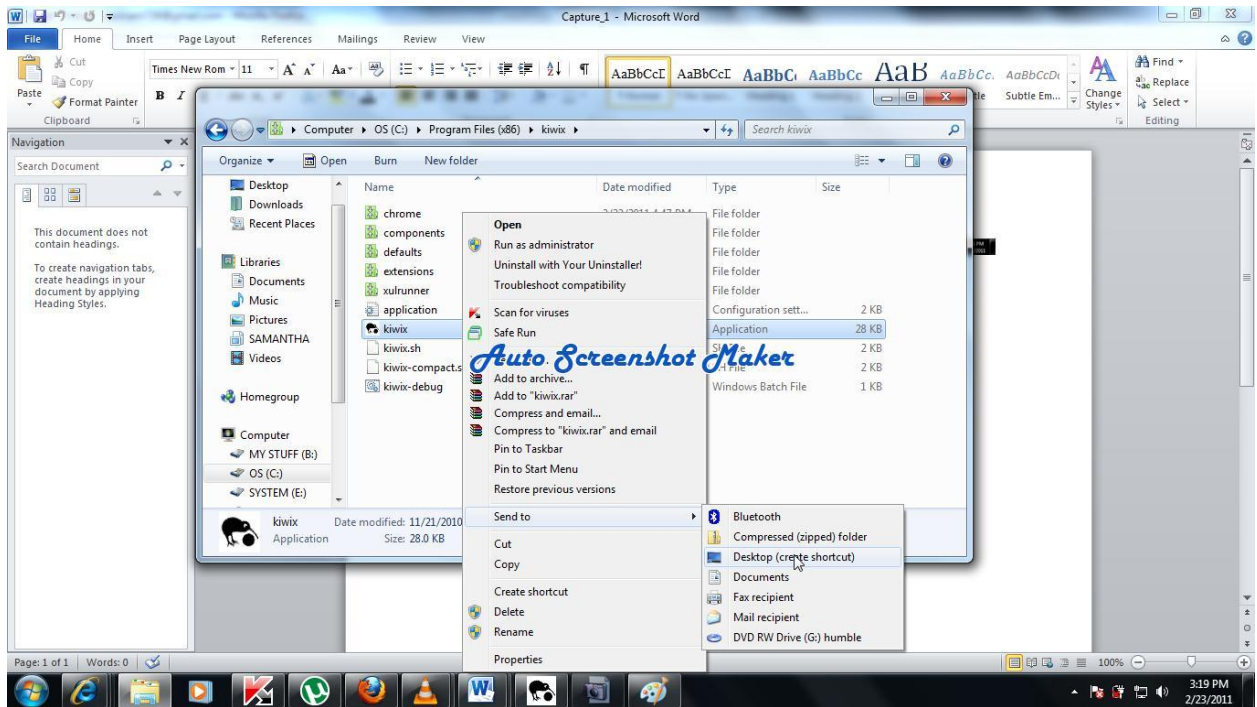 Capture_1 - Microsoft Word
File Home Insert Page Layout References Mailings Review View
Cut
Copy
Format Painter
Paste
Clipboard
Times New Rom 11
B I
AaBbCcI AaBbCcI AaBbC AaBbCc AaB AaBbCc. AaBbCcDc
Subtle Em...
Change Styles
Find
Replace
Select
Editing
Navigation
Search Document
This document does not
contain headings.
To create navigation tabs,
create headings in your
document by applying
Heading Styles.
Computer OS (C:) Program Files (x86) kiwix
Search kiwix
Organize Open Burn New folder
Desktop
Downloads
Recent Places
Libraries
Documents
Music
Pictures
SAMANTHA
Videos
Homegroup
Computer
MY STUFF (B:)
OS (C:)
SYSTEM (E:)
Name Date modified Type Size
chrome File folder
components File folder
defaults File folder
extensions File folder
xulrunner File folder
application Configuration sett... 2 KB
kiwix Application 28 KB
kiwix.sh 2 KB
kiwix-compact.s 2 KB
kiwix-debug Windows Batch File 1 KB
Open
Run as administrator
Uninstall with Your Uninstaller!
Troubleshoot compatibility
Scan for viruses
Safe Run
Auto Screenshot Maker
Add to archive...
Add to "kiwix.rar"
Compress and email...
Compress to "kiwix.rar" and email
Pin to Taskbar
Pin to Start Menu
Restore previous versions
Send to
Cut
Copy
Create shortcut
Delete
Rename
Properties
Bluetooth
Compressed (zipped) folder
Desktop (create shortcut)
Documents
Fax recipient
Mail recipient
DVD RW Drive (G:) humble
kiwix Date modified: 11/21/2010
Application Size: 28.0 KB
Page: 1 of 1 Words: 0
100%
3:19 PM
2/23/2011